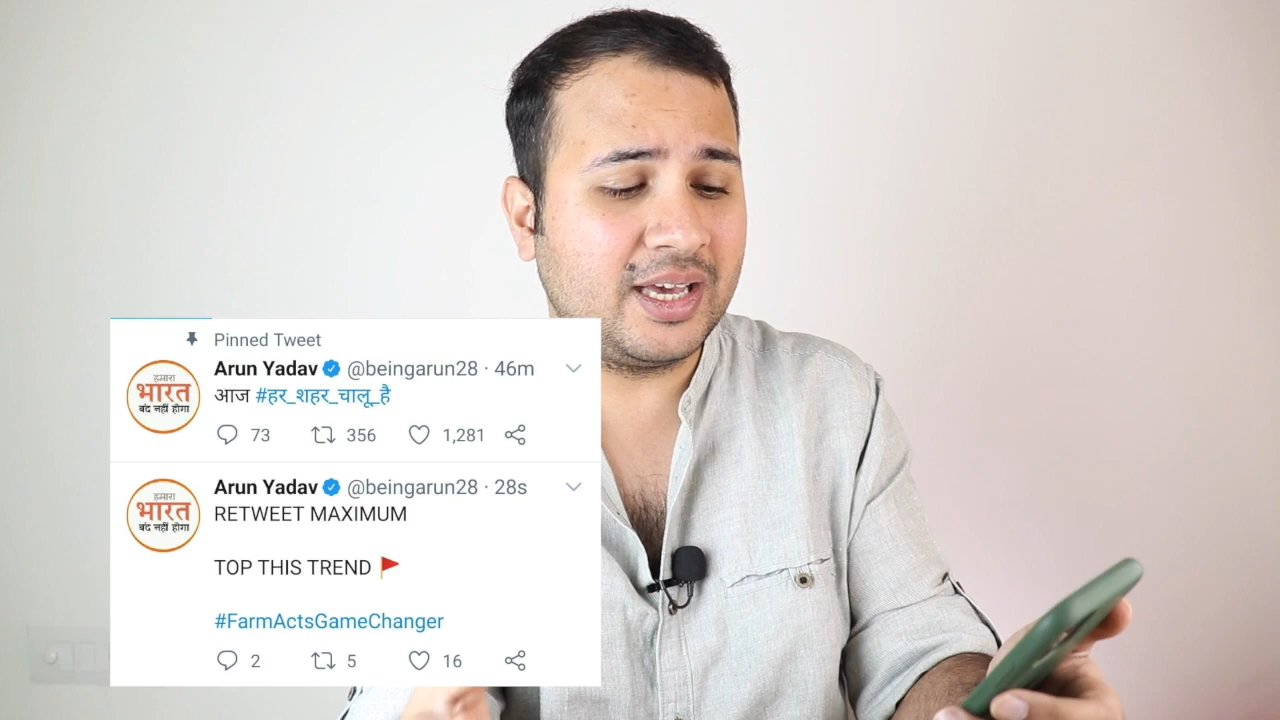 Pinned Tweet
Arun Yadav @beingarun28 · 46m
हमारा
भारत
बंद नहीं होगा
आज #हर_शहर_चालू_है
73 356 1,281
Arun Yadav @beingarun28 · 28s
हमारा
भारत
बंद नहीं होगा
RETWEET MAXIMUM
TOP THIS TREND
#FarmActsGameChanger
2 5 16